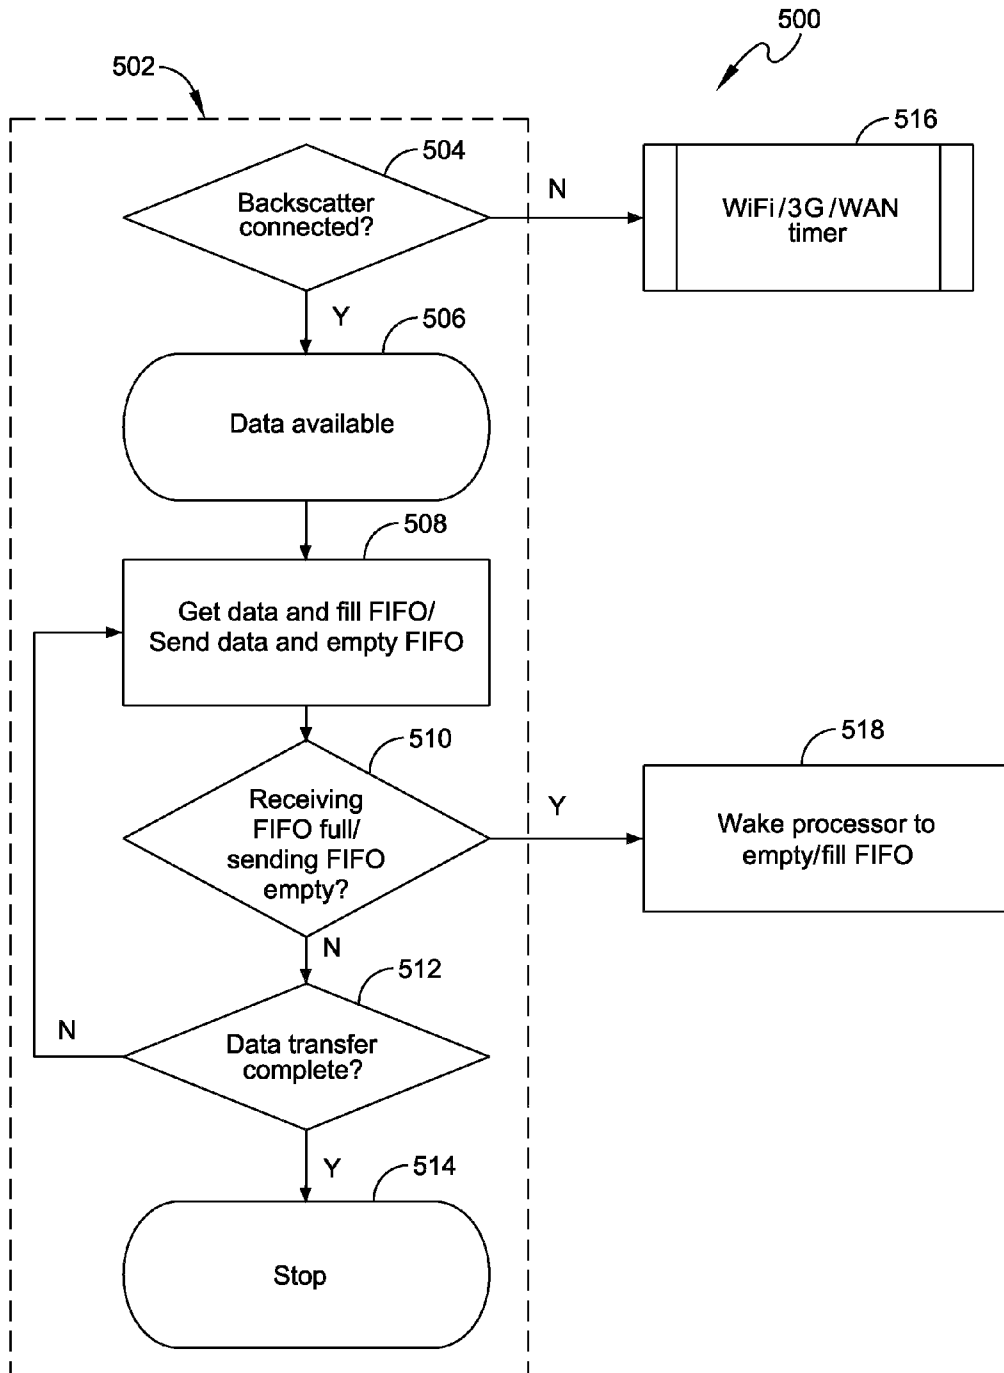 500
502
504
516
Backscatter
connected?
N
WiFi/3G/WAN
timer
Y
506
Data available
508
Get data and fill FIFO/
Send data and empty FIFO
510
518
Receiving
FIFO full/
sending FIFO
empty?
Y
Wake processor to
empty/fill FIFO
N
512
N
Data transfer
complete?
Y
514
Stop